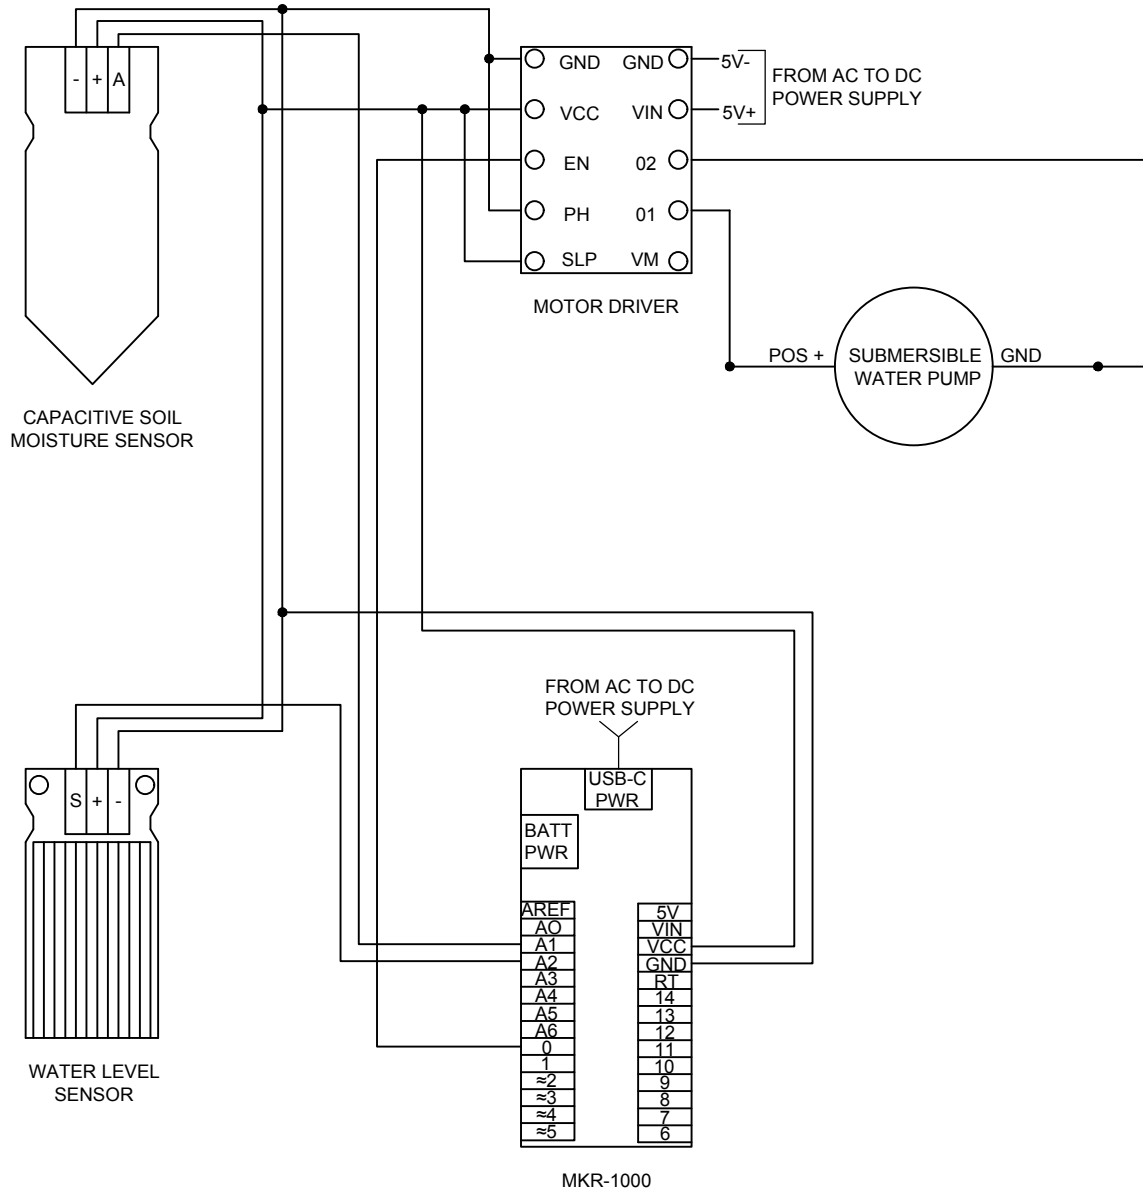 - + A
CAPACITIVE SOIL
MOISTURE SENSOR
GND GND
VCC VIN
EN 02
PH 01
SLP VM
MOTOR DRIVER
5V-
5V+
FROM AC TO DC
POWER SUPPLY
POS +
SUBMERSIBLE
WATER PUMP
GND
S + -
WATER LEVEL
SENSOR
FROM AC TO DC
POWER SUPPLY
USB-C
PWR
BATT
PWR
AREF
AO
A1
A2
A3
A4
A5
A6
0
1
≈2
≈3
≈4
≈5
5V
VIN
VCC
GND
RT
14
13
12
11
10
9
8
7
6
MKR-1000